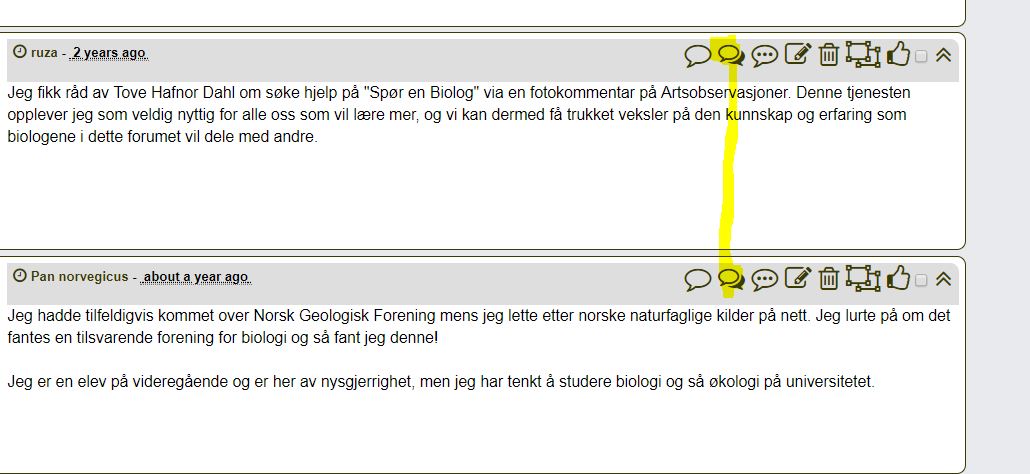 ruza - 2 years ago
Jeg fikk råd av Tove Hafnor Dahl om søke hjelp på "Spør en Biolog" via en fotokommentar på Artsobservasjoner. Denne tjenesten
opplever jeg som veldig nyttig for alle oss som vil lære mer, og vi kan dermed få trukket veksler på den kunnskap og erfaring som
biologene i dette forumet vil dele med andre.
Pan norvegicus - about a year ago
Jeg hadde tilfeldigvis kommet over Norsk Geologisk Forening mens jeg lette etter norske naturfaglige kilder på nett. Jeg lurte på om det
fantes en tilsvarende forening for biologi og så fant jeg denne!
Jeg er en elev på videregående og er her av nysgjerrighet, men jeg har tenkt å studere biologi og så økologi på universitetet.